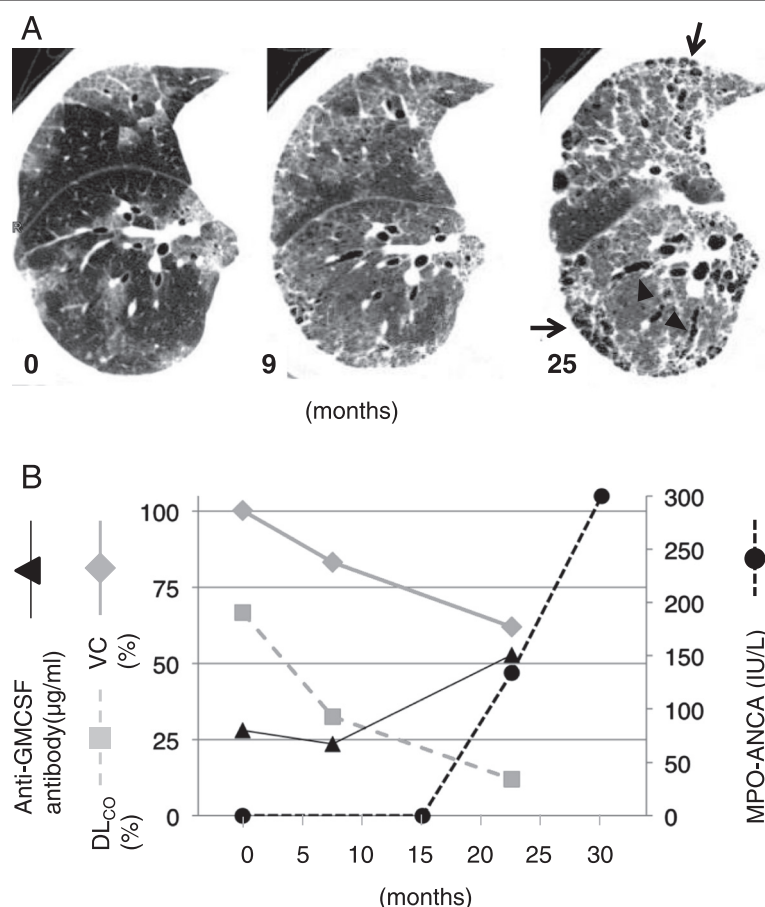 A
R
0
9
25
(months)
B
100
75
50
25
0
300
250
200
150
100
50
0
Anti-GMCSF
antibody(μg/ml)
VC
(%)
DLCO
(%)
MPO-ANCA (IU/L)
0 5 10 15 20 25 30
(months)